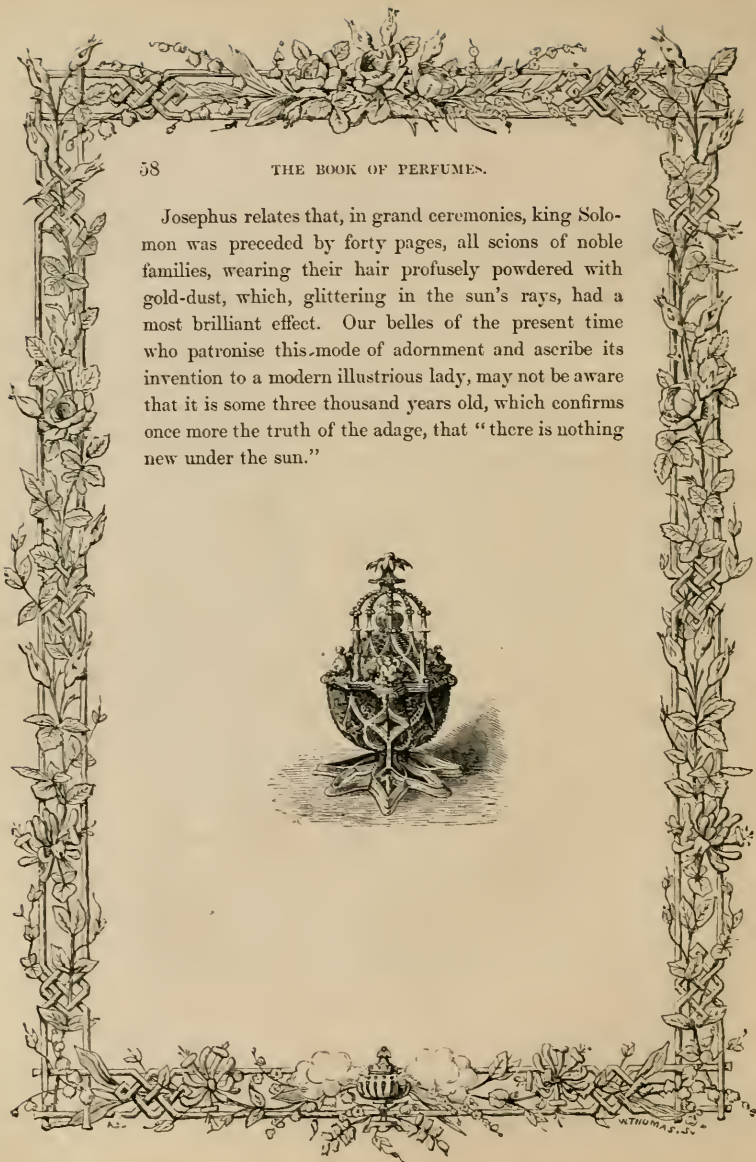 58 THE BOOK OF PERFUMES.
Josephus relates that, in grand ceremonies, king Solo-
mon was preceded by forty pages, all scions of noble
families, wearing their hair profusely powdered with
gold-dust, which, glittering in the sun's rays, had a
most brilliant effect. Our belles of the present time
who patronise this mode of adornment and ascribe its
invention to a modern illustrious lady, may not be aware
that it is some three thousand years old, which confirms
once more the truth of the adage, that “there is nothing
new under the sun.”
W.THOMAS.S.